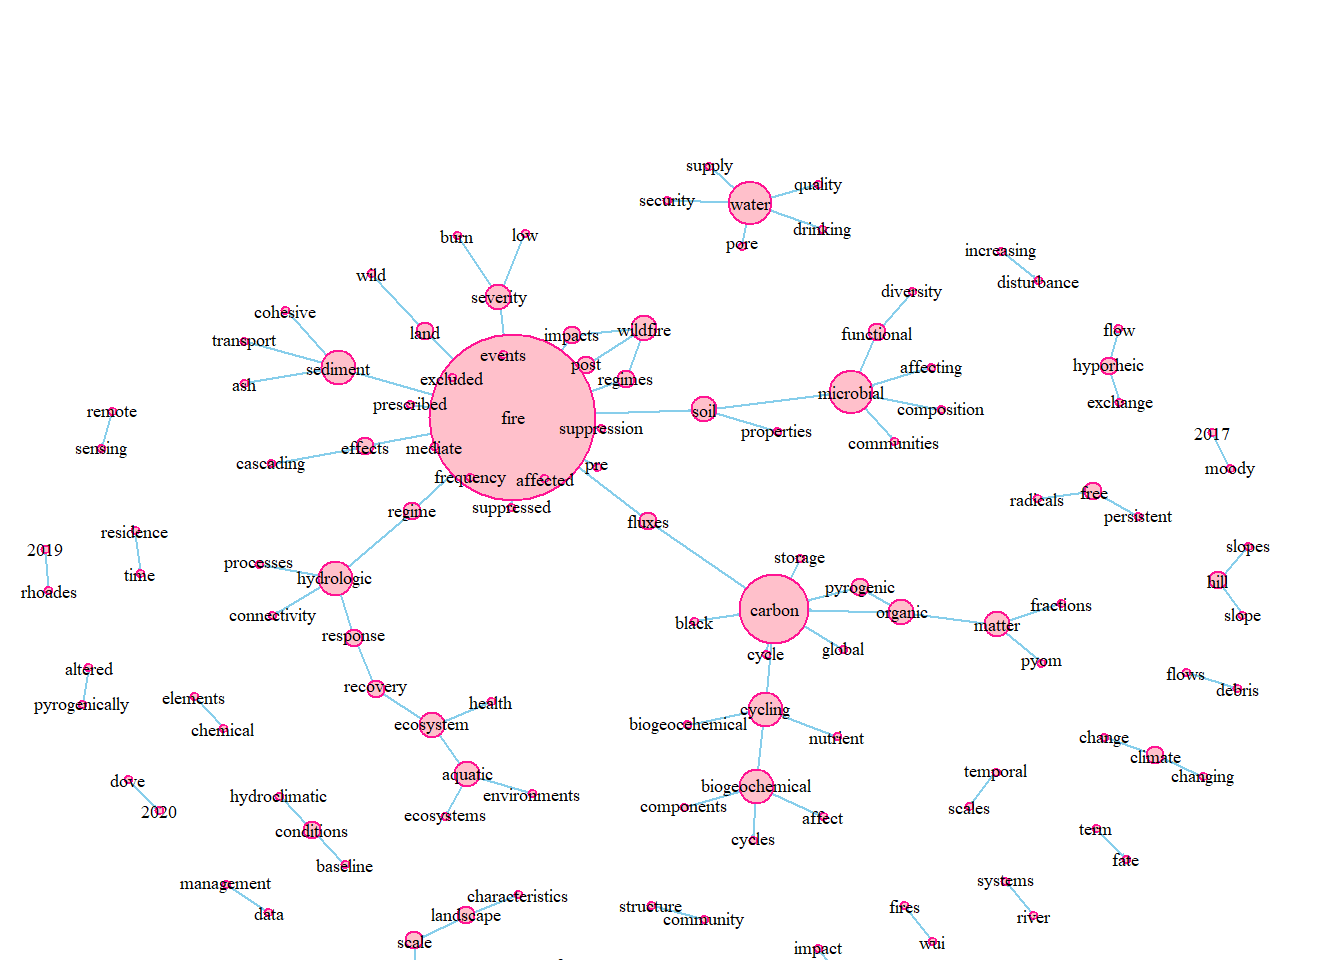 supply
quality
security
water
drinking
pore
burn
low
increasing
disturbance
wild
severity
diversity
cohesive
land
impacts
wildfire
functional
flow
transport
events
post
hyporheic
sediment
excluded
regimes
affecting
ash
microbial
exchange
remote
prescribed
fire
soil
composition
sensing
suppression
properties
2017
effects
mediate
communities
cascading
pre
moody
frequency
affected
radicals
free
suppressed
persistent
regime
fluxes
residence
2019
slopes
processes
storage
time
hydrologic
hill
rhoades
pyrogenic
connectivity
carbon
organic
fractions
black
slope
response
matter
cycle
global
pyom
altered
flows
recovery
debris
pyrogenically
elements
health
chemical
ecosystem
biogeochemical
cycling
nutrient
change
climate
dove
aquatic
temporal
changing
hydroclimatic
environments
biogeochemical
2020
components
scales
conditions
ecosystems
affect
term
baseline
cycles
fate
management
systems
characteristics
data
landscape
structure
community
fires
river
scale
impact
wui